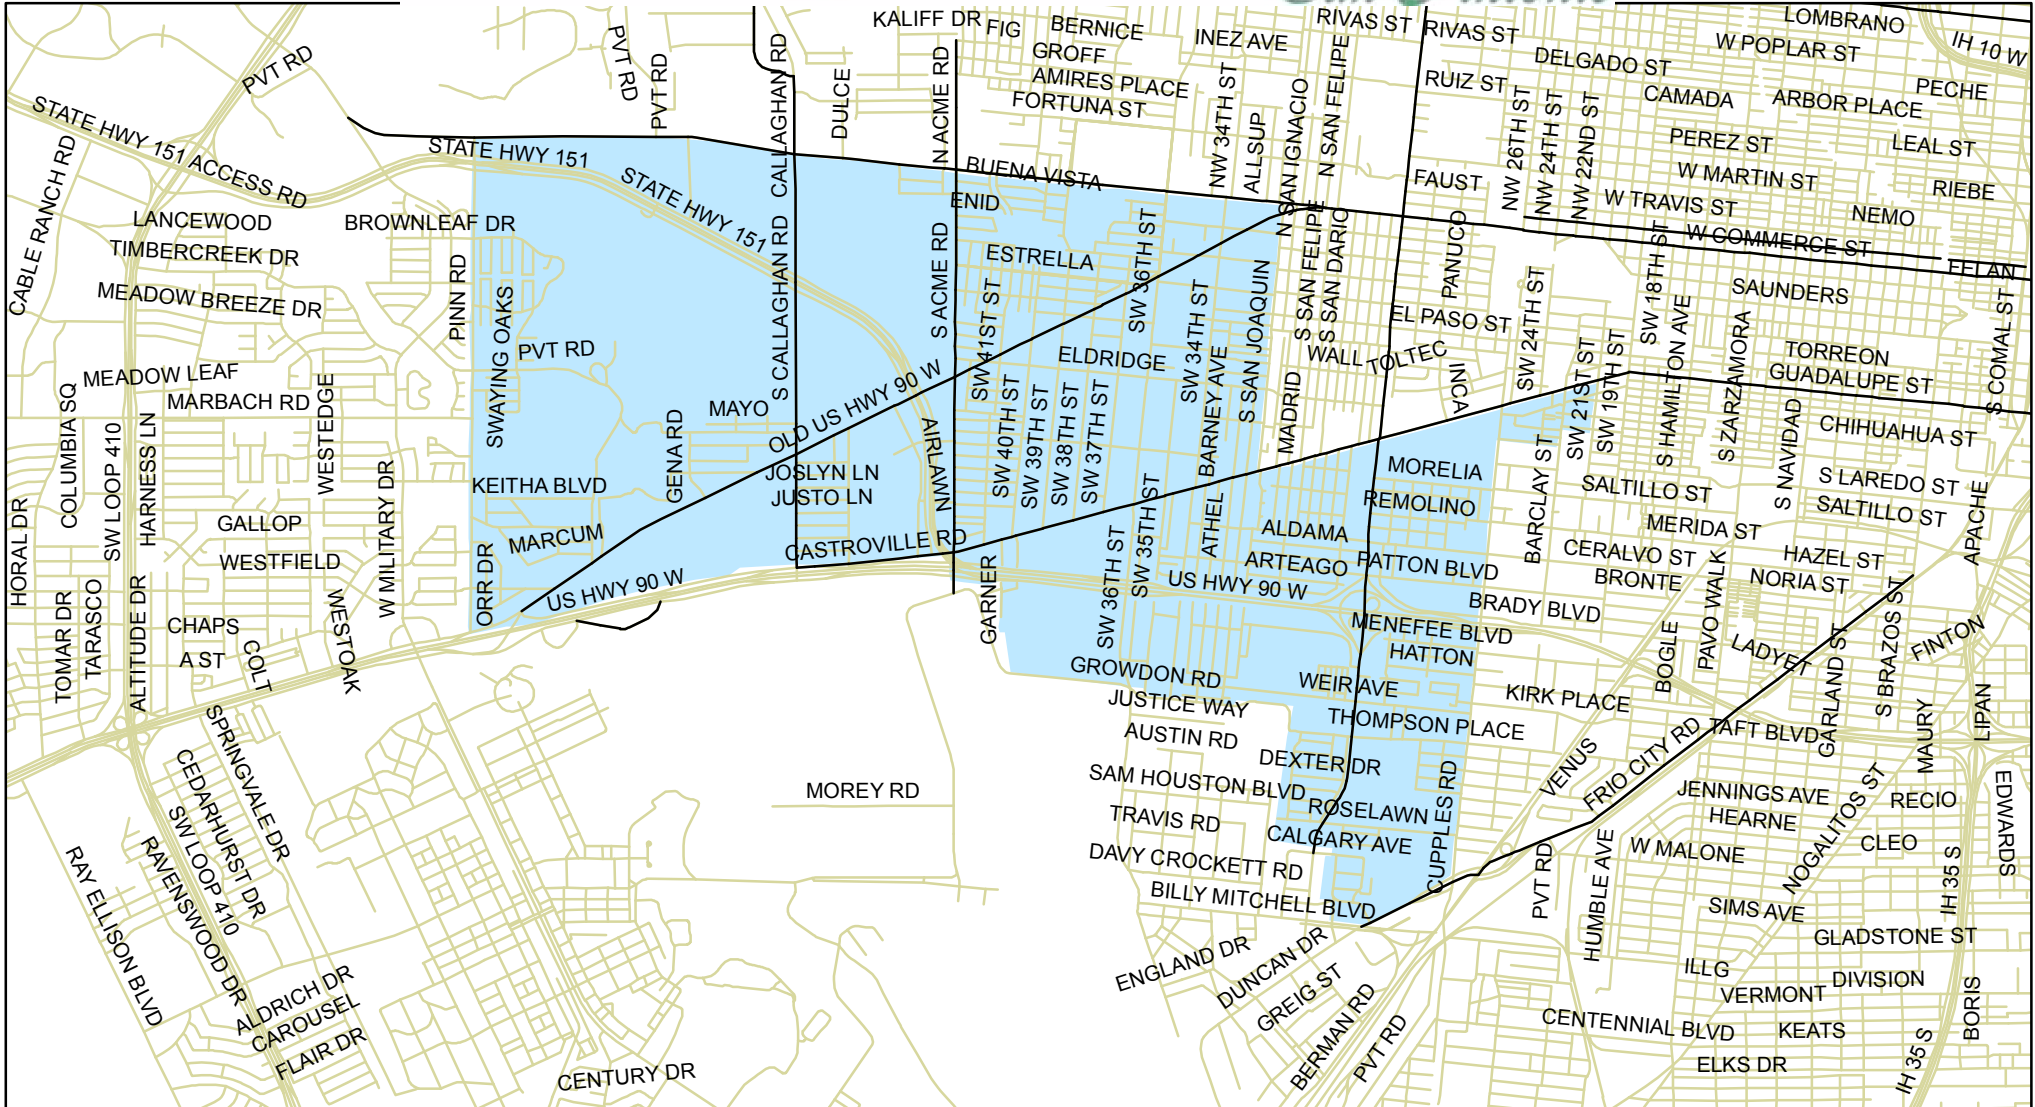 KALIFF DR
FIG
BERNICE
GROFF
INEZ AVE
RIVAS ST
RIVAS ST
LOMBRANO
W POPLAR ST
IH 10 W
DELGADO ST
PVT RD
PVT RD
PVT RD
CALLAGHAN RD
DULCE
N ACME RD
AMIRES PLACE
FORTUNA ST
NW 34TH ST
ALLSUP
N SAN IGNACIO
N SAN FELIPE
RUIZ ST
NW 26TH ST
NW 24TH ST
NW 22ND ST
CAMADA
ARBOR PLACE
PECHE
PEREZ ST
LEAL ST
STATE HWY 151 ACCESS RD
STATE HWY 151
STATE HWY 151
BUENA VISTA
FAUST
W MARTIN ST
RIEBE
W TRAVIS ST
NEMO
CABLE RANCH RD
LANCEWOOD
BROWNLEAF DR
TIMBERCREEK DR
ENID
ESTRELLA
SW 36TH ST
S SAN FELIPE
S SAN DARIO
PANUCO
W COMMERCE ST
FELAN
MEADOW BREEZE DR
PINN RD
SWAYING OAKS
PVT RD
S CALLAGHAN RD
S ACME RD
SW 41ST ST
SW 34TH ST
S SAN JOAQUIN
EL PASO ST
SW 24TH ST
SW 18TH ST
SAUNDERS
S COMAL ST
MEADOW LEAF
MARBACH RD
WESTEDGE
MAYO
OLD US HWY 90 W
ELDRIDGE
BARNEY AVE
WALL
TOLTEC
INCA
SW 21ST ST
SW 19TH ST
S HAMILTON AVE
S ZARZAMORA
TORREON
GUADALUPE ST
COLUMBIA SQ
SW LOOP 410
HARNESS LN
W MILITARY DR
GENARD RD
AIRLAWN
SW 40TH ST
SW 39TH ST
SW 38TH ST
SW 37TH ST
MADRID
S NAVIDAD
CHIHUAHUA ST
KEITHA BLVD
JOSLYN LN
JUSTO LN
SW 35TH ST
ATHEL
MORELIA
REMOLINO
BARCLAY ST
SALTILLO ST
S LAREDO ST
SALTILLO ST
APACHE
HORAL DR
GALLOP
WESTFIELD
MARCUM
CASTROVILLE RD
ALDAMA
ARTEAGO
PATTON BLVD
MERIDA ST
CERALVO ST
BRONTE
HAZEL ST
NORIA ST
TOMAR DR
TARASCO
ALTITUDE DR
CHAPS
A ST
COLT
WESTOAK
ORR DR
US HWY 90 W
GARNER
SW 36TH ST
US HWY 90 W
BRADY BLVD
MENEFEE BLVD
HATTON
BOGLE
PAVO WALK
LADYET
GARLAND ST
S BRAZOS ST
FINTON
GROWDON RD
JUSTICE WAY
AUSTIN RD
WEIR AVE
THOMPSON PLACE
KIRK PLACE
TAFT BLVD
MAURY
LIPAN
SPRINGVALE DR
CEDARHURST DR
SW LOOP 410
RAVENSWOOD DR
RAY ELLISON BLVD
MOREY RD
DEXTER DR
SAM HOUSTON BLVD
ROSELAWN
CALGARY AVE
TRAVIS RD
DAVY CROCKETT RD
BILLY MITCHELL BLVD
CUPPLES RD
VENUS
FRIO CITY RD
JENNINGS AVE
HEARNE
RECIO
EDWARDS
W MALONE
NOGALITOS ST
CLEO
IH 35 S
PVT RD
HUMBLE AVE
SIMS AVE
GLADSTONE ST
ENGLAND DR
DUNCAN DR
GREIG ST
BERMAN RD
PVT RD
ILLG
DIVISION
VERMONT
CENTENNIAL BLVD
KEATS
BORIS
ELKS DR
IH 35 S
ALDRICH DR
CAROUSEL
FLAIR DR
CENTURY DR